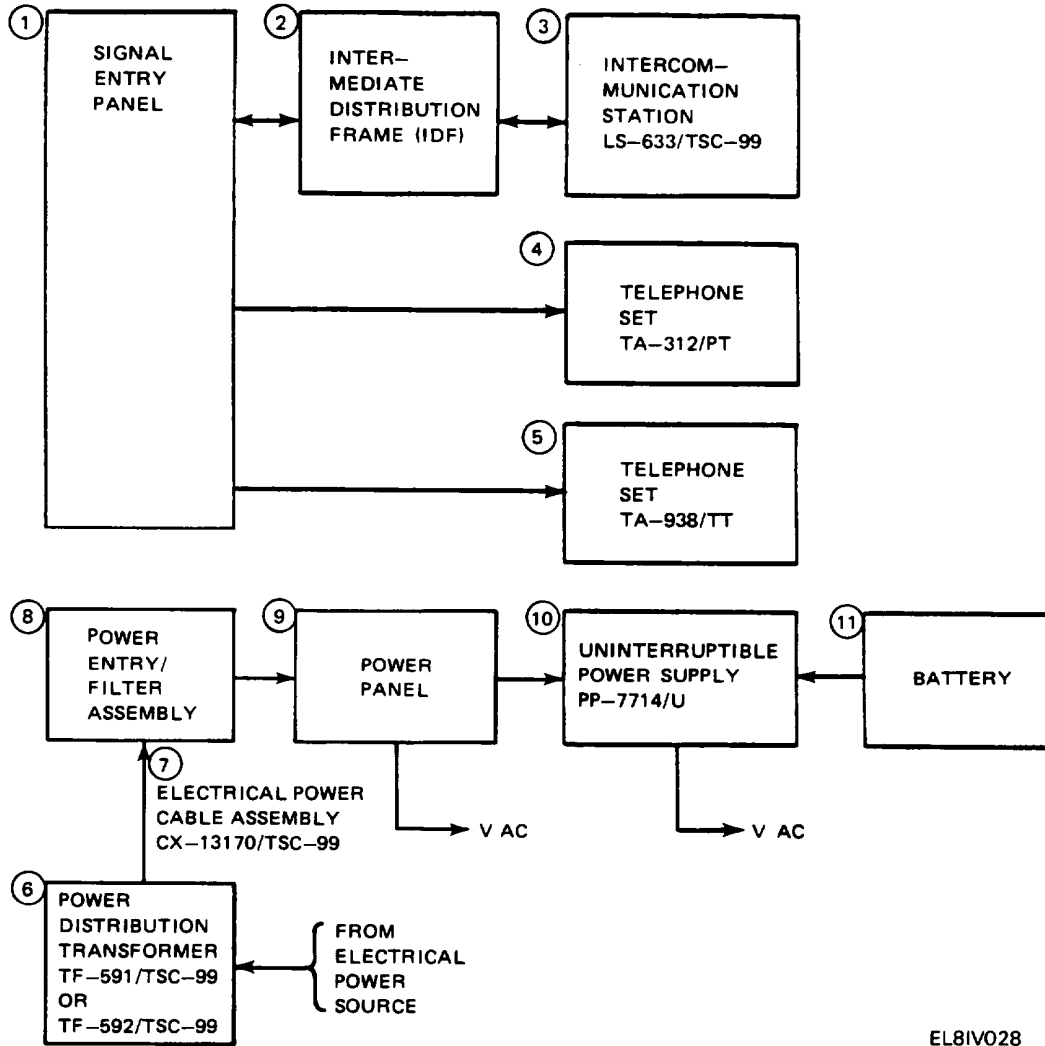 1
SIGNAL
ENTRY
PANEL
2
INTER-
MEDIATE
DISTRIBUTION
FRAME (IDF)
3
INTERCOM-
MUNICATION
STATION
LS-633/TSC-99
4
TELEPHONE
SET
TA-312/PT
5
TELEPHONE
SET
TA-938/TT
8
POWER
ENTRY/
FILTER
ASSEMBLY
9
POWER
PANEL
10
UNINTERRUPTIBLE
POWER SUPPLY
PP-7714/U
11
BATTERY
7
ELECTRICAL POWER
CABLE ASSEMBLY
CX-13170/TSC-99
V AC
V AC
6
POWER
DISTRIBUTION
TRANSFORMER
TF-591/TSC-99
OR
TF-592/TSC-99
FROM
ELECTRICAL
POWER
SOURCE
EL8IV028